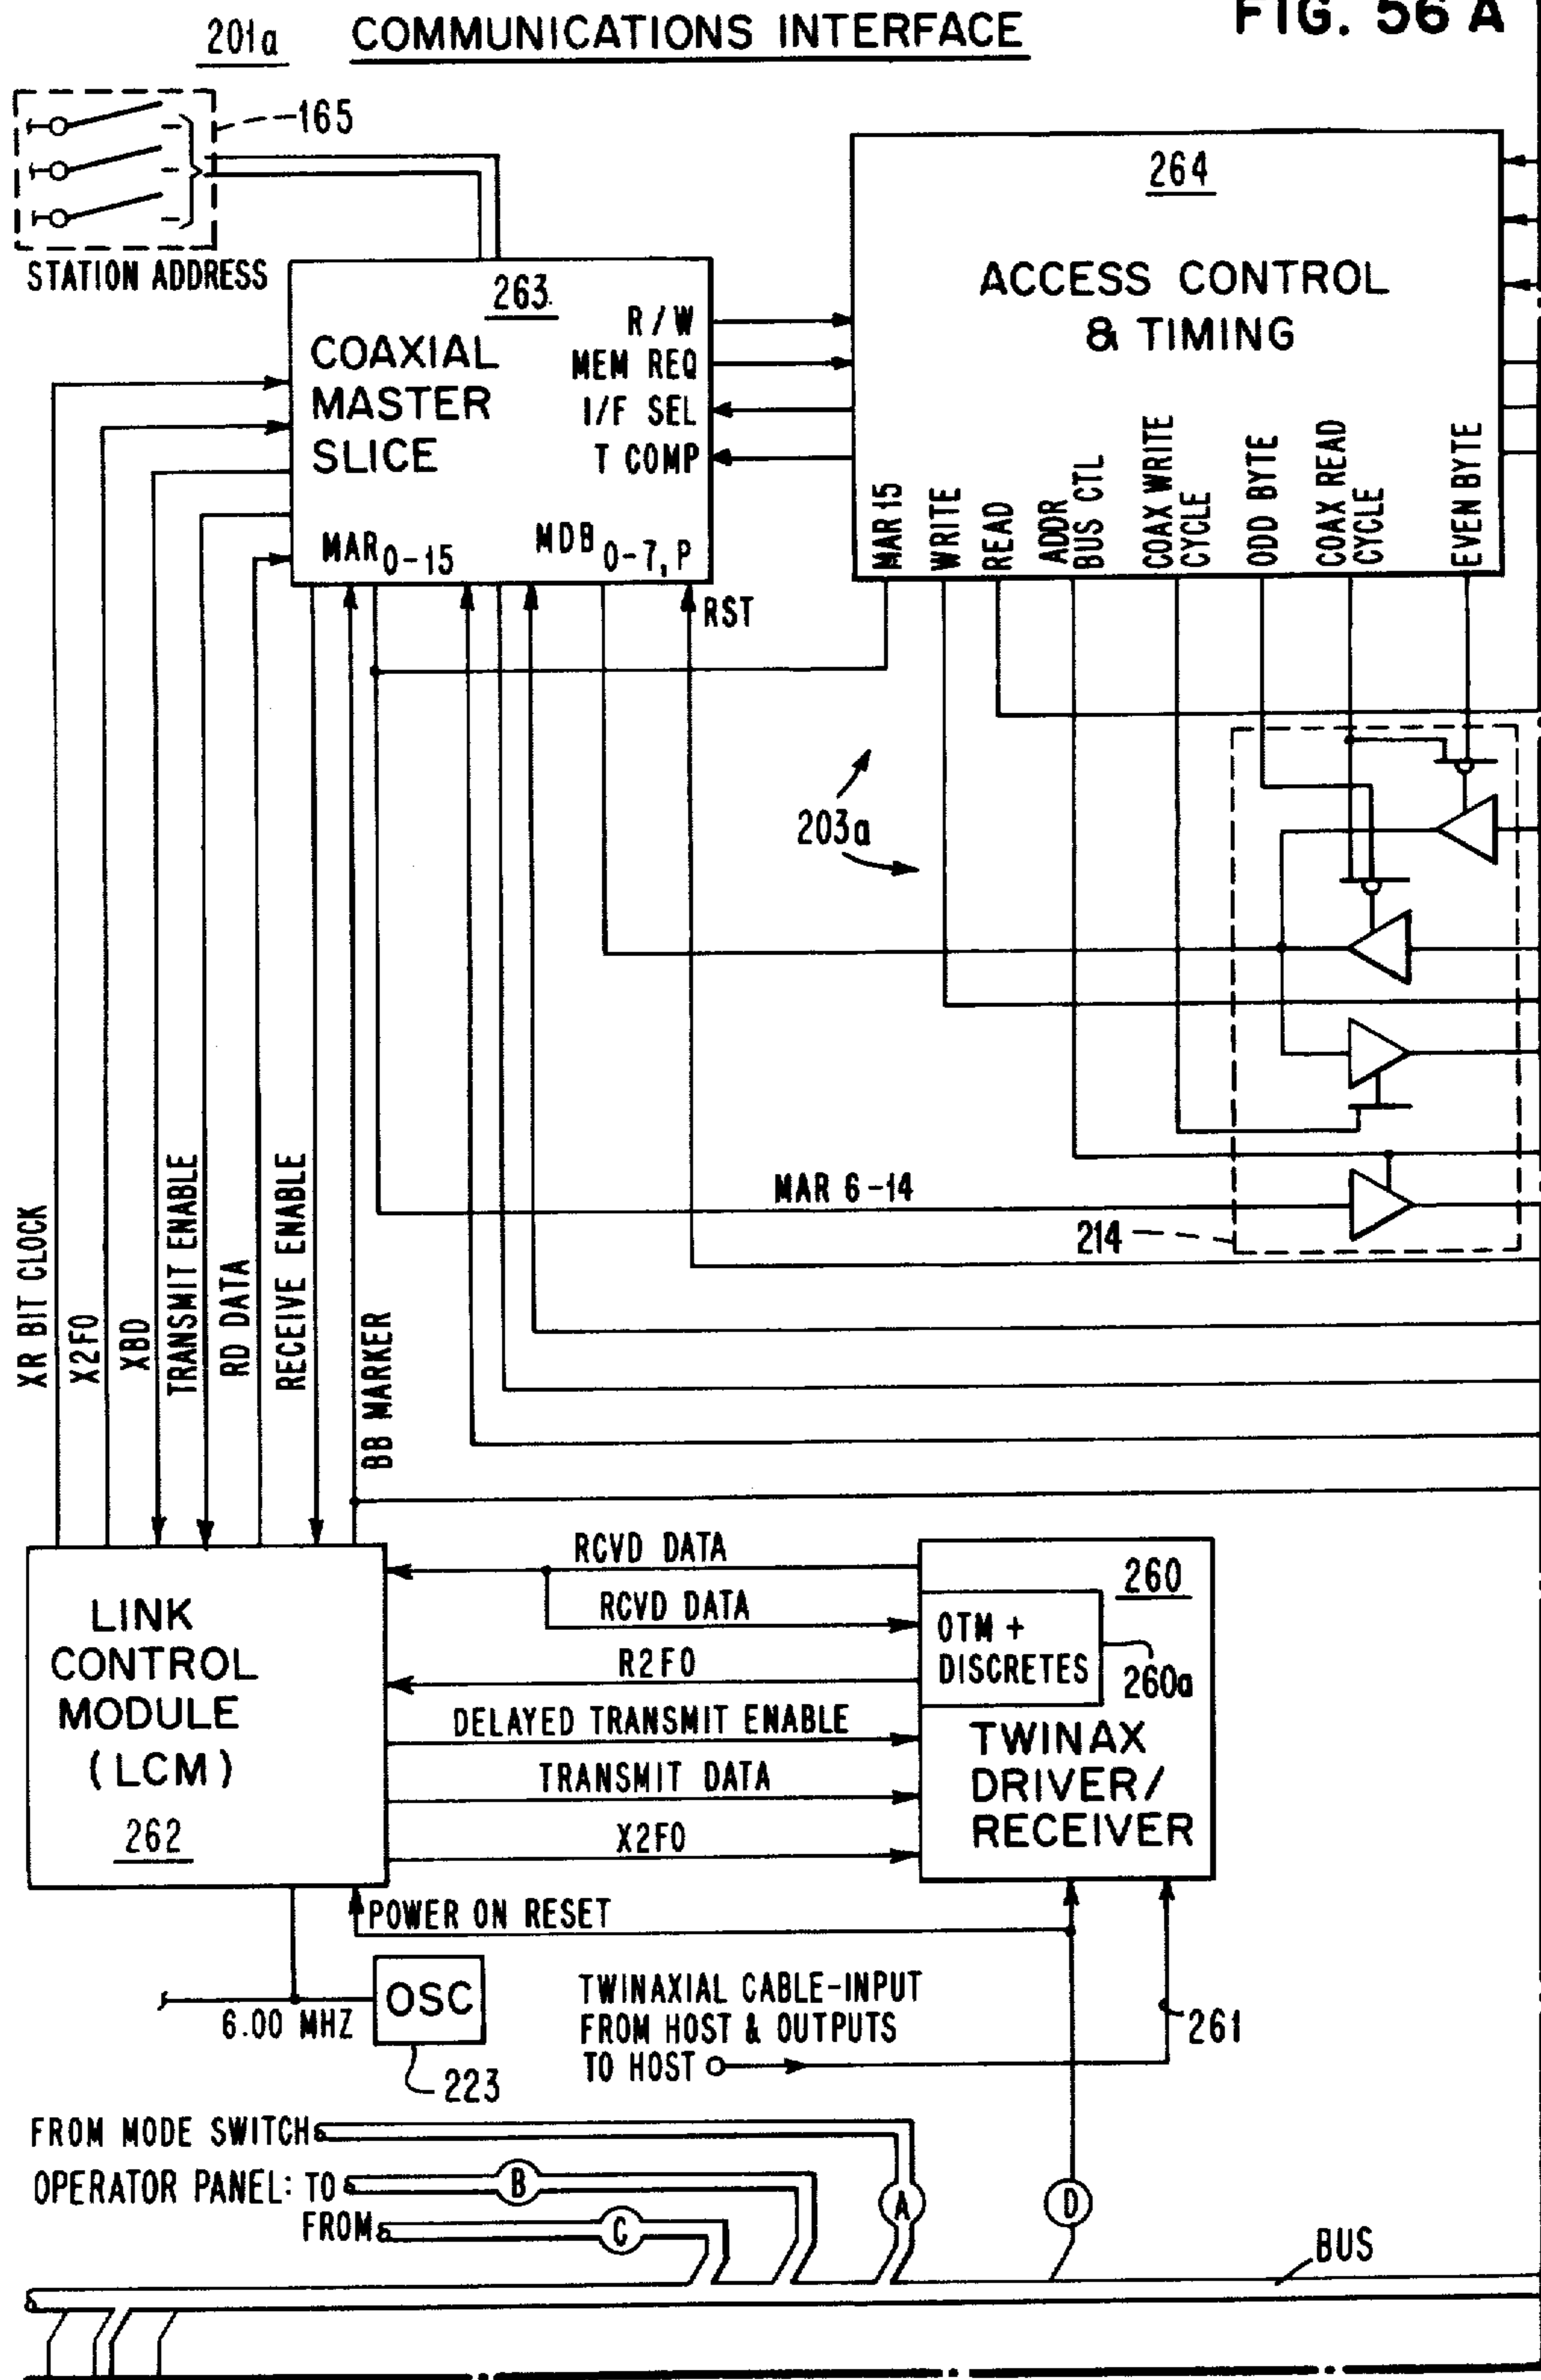 FIG. 56 A
201a
COMMUNICATIONS INTERFACE
165
STATION ADDRESS
263
COAXIAL
MASTER
SLICE
R/W
MEM REQ
I/F SEL
T COMP
MAR 0-15
MDB 0-7, P
RST
264
ACCESS CONTROL
& TIMING
MAR 15
WRITE
READ
ADDR
BUS CTL
COAX WRITE
CYCLE
ODD BYTE
COAX READ
CYCLE
EVEN BYTE
203a
MAR 6-14
214
XR BIT CLOCK
X2FO
XBD
TRANSMIT ENABLE
RD DATA
RECEIVE ENABLE
BB MARKER
LINK
CONTROL
MODULE
(LCM)
262
RCVD DATA
RCVD DATA
R2FO
DELAYED TRANSMIT ENABLE
TRANSMIT DATA
X2FO
260
OTM +
DISCRETES
260a
TWINAX
DRIVER/
RECEIVER
POWER ON RESET
OSC
6.00 MHZ
223
TWINAXIAL CABLE-INPUT
FROM HOST & OUTPUTS
TO HOST
261
FROM MODE SWITCH
OPERATOR PANEL: TO
FROM
B
C
A
D
BUS